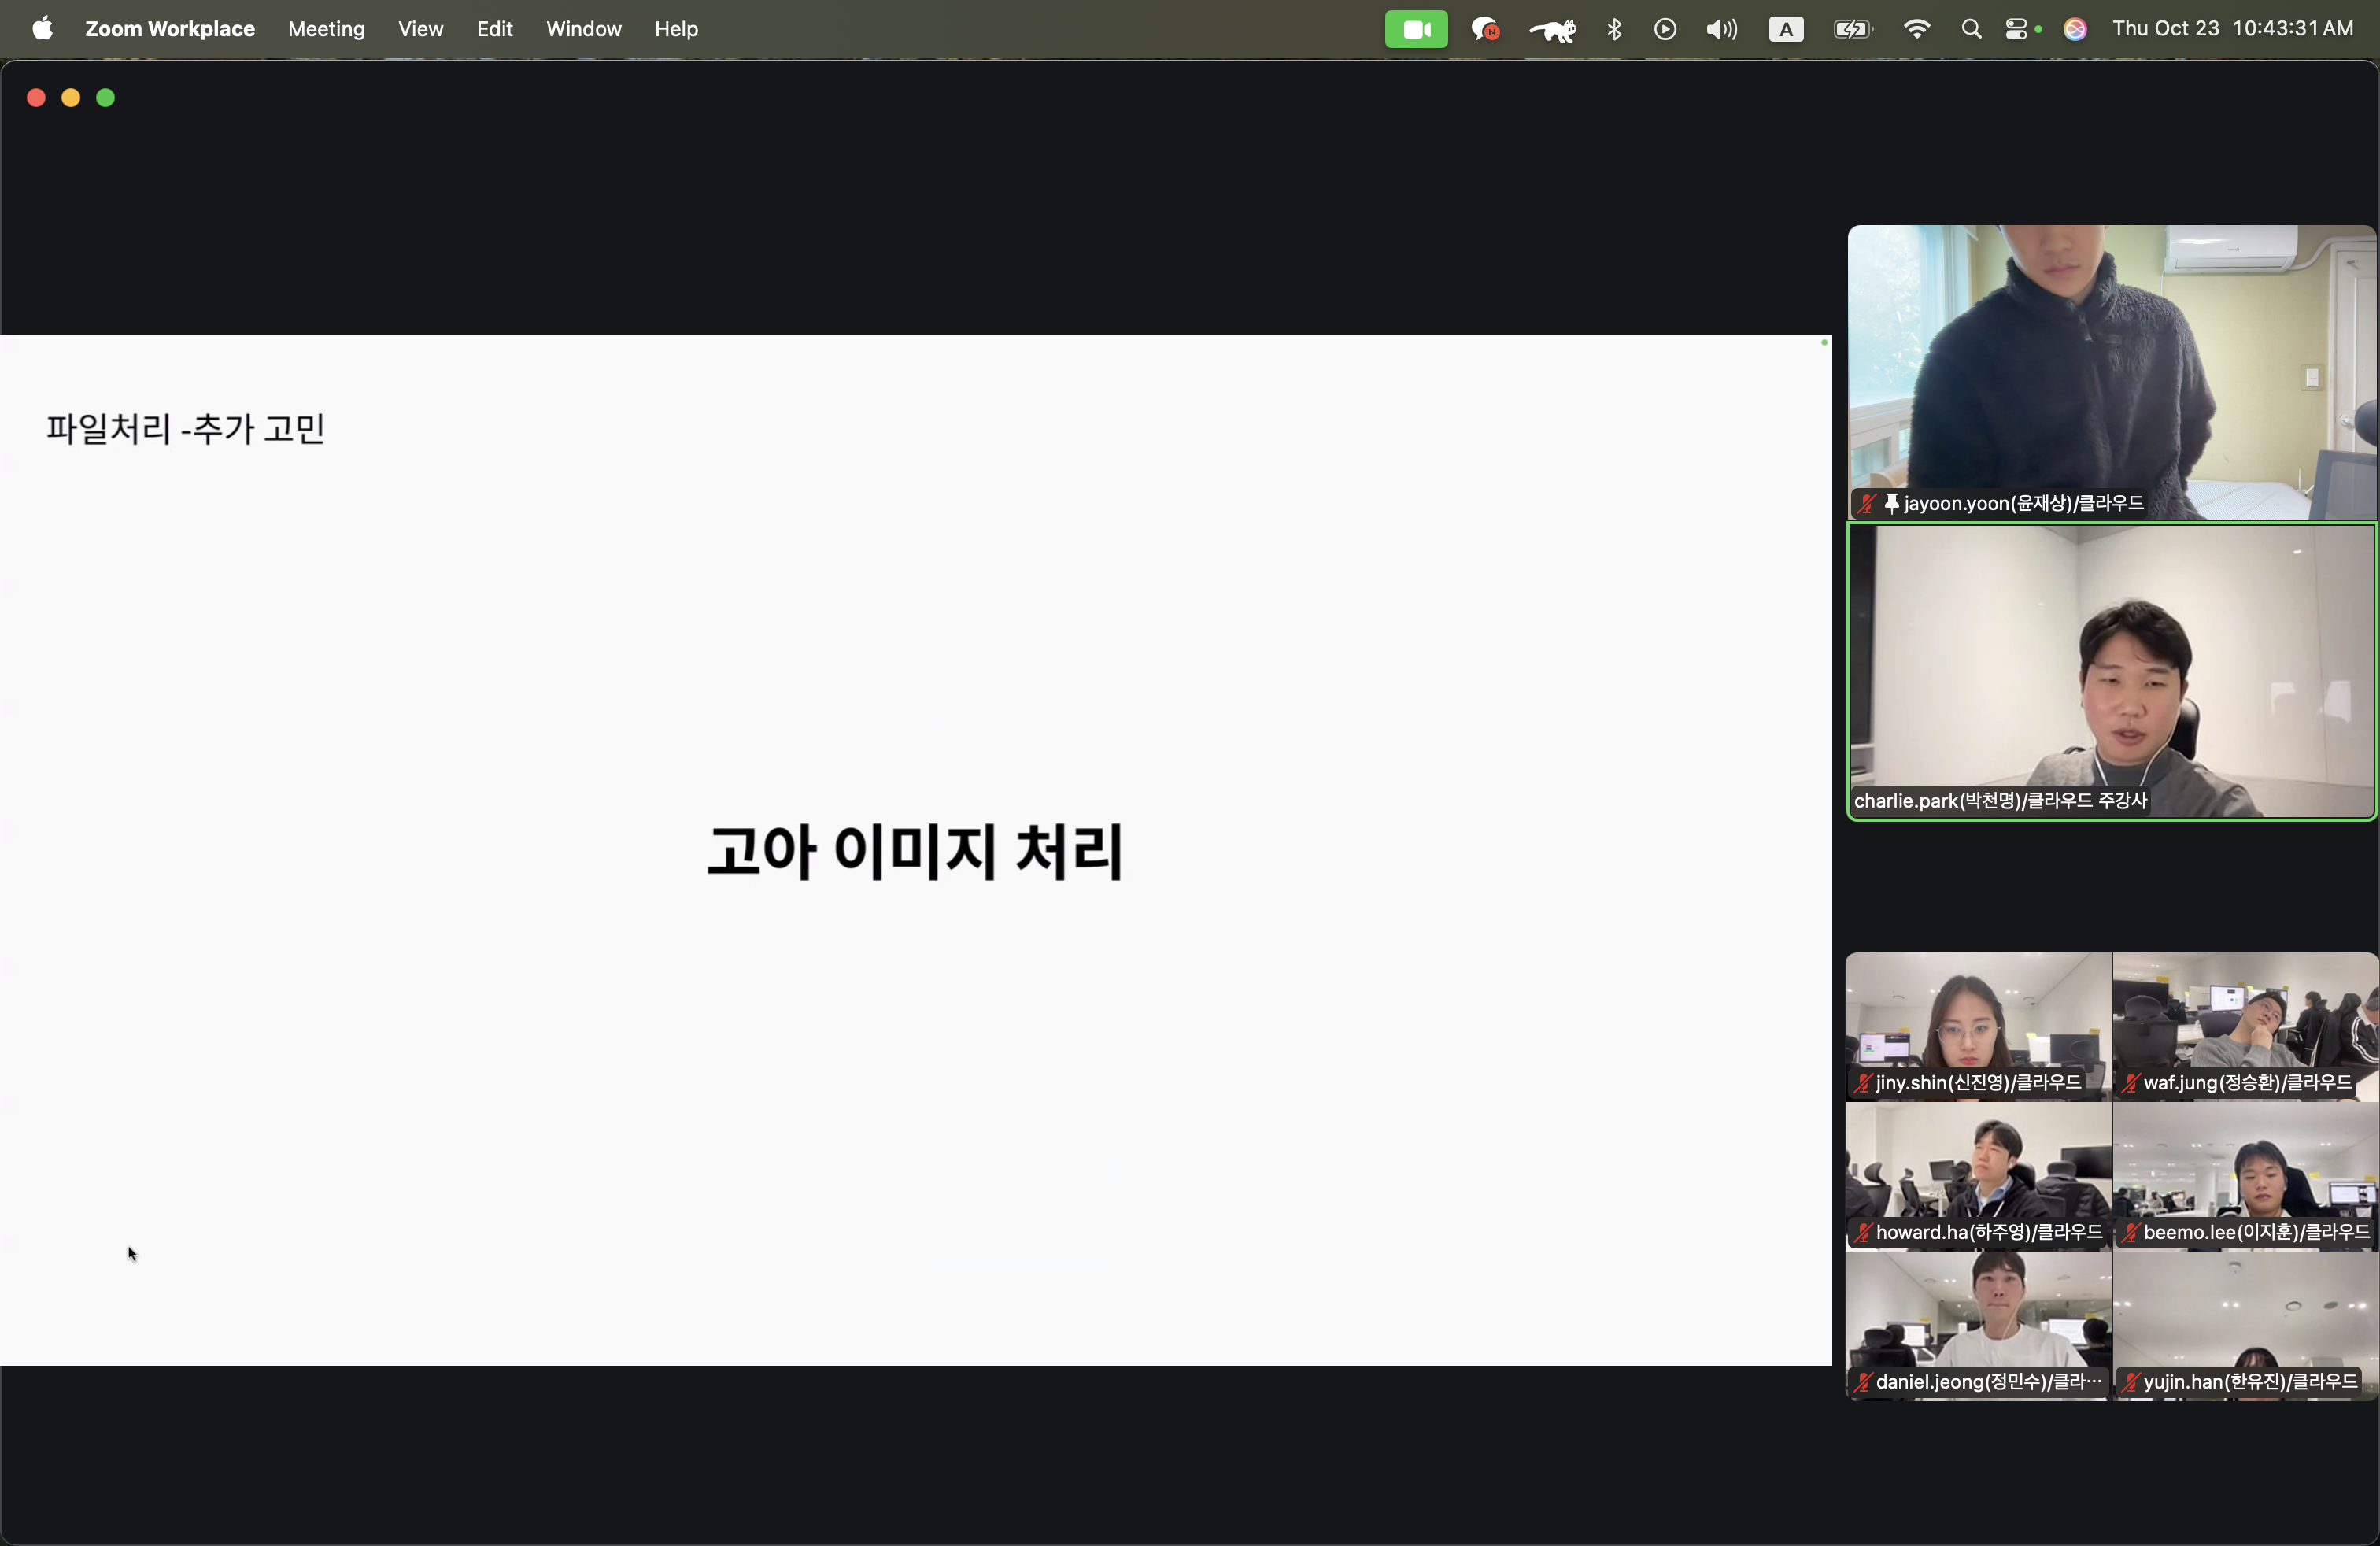 Zoom Workplace Meeting View Edit Window Help
N
A
Thu Oct 23 10:43:31 AM
파일처리 -추가 고민
고아 이미지 처리
jayoon.yoon(윤재상)/클라우드
charlie.park(박천명)/클라우드 주강사
jiny.shin(신진영)/클라우드
waf.jung(정승환)/클라우드
howard.ha(하주영)/클라우드
beemo.lee(이지훈)/클라우드
daniel.jeong(정민수)/클라…
yujin.han(한유진)/클라우드